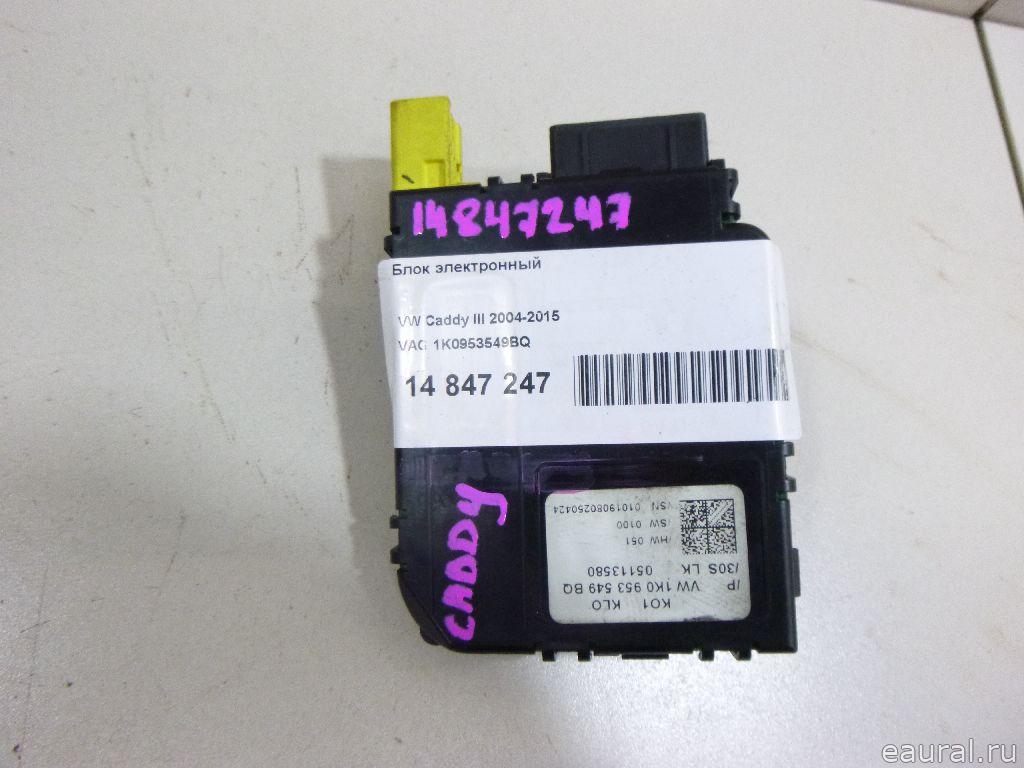 14847247
Блок электронный
VW Caddy III 2004-2015
VAG 1K0953549BQ
14 847 247
CADDY
KO1 KLO
/P VW 1K0 953 549 BQ
/30S LK 05113580
/HW 051
/SW 0100
/SN 01019080250424
eaural.ru